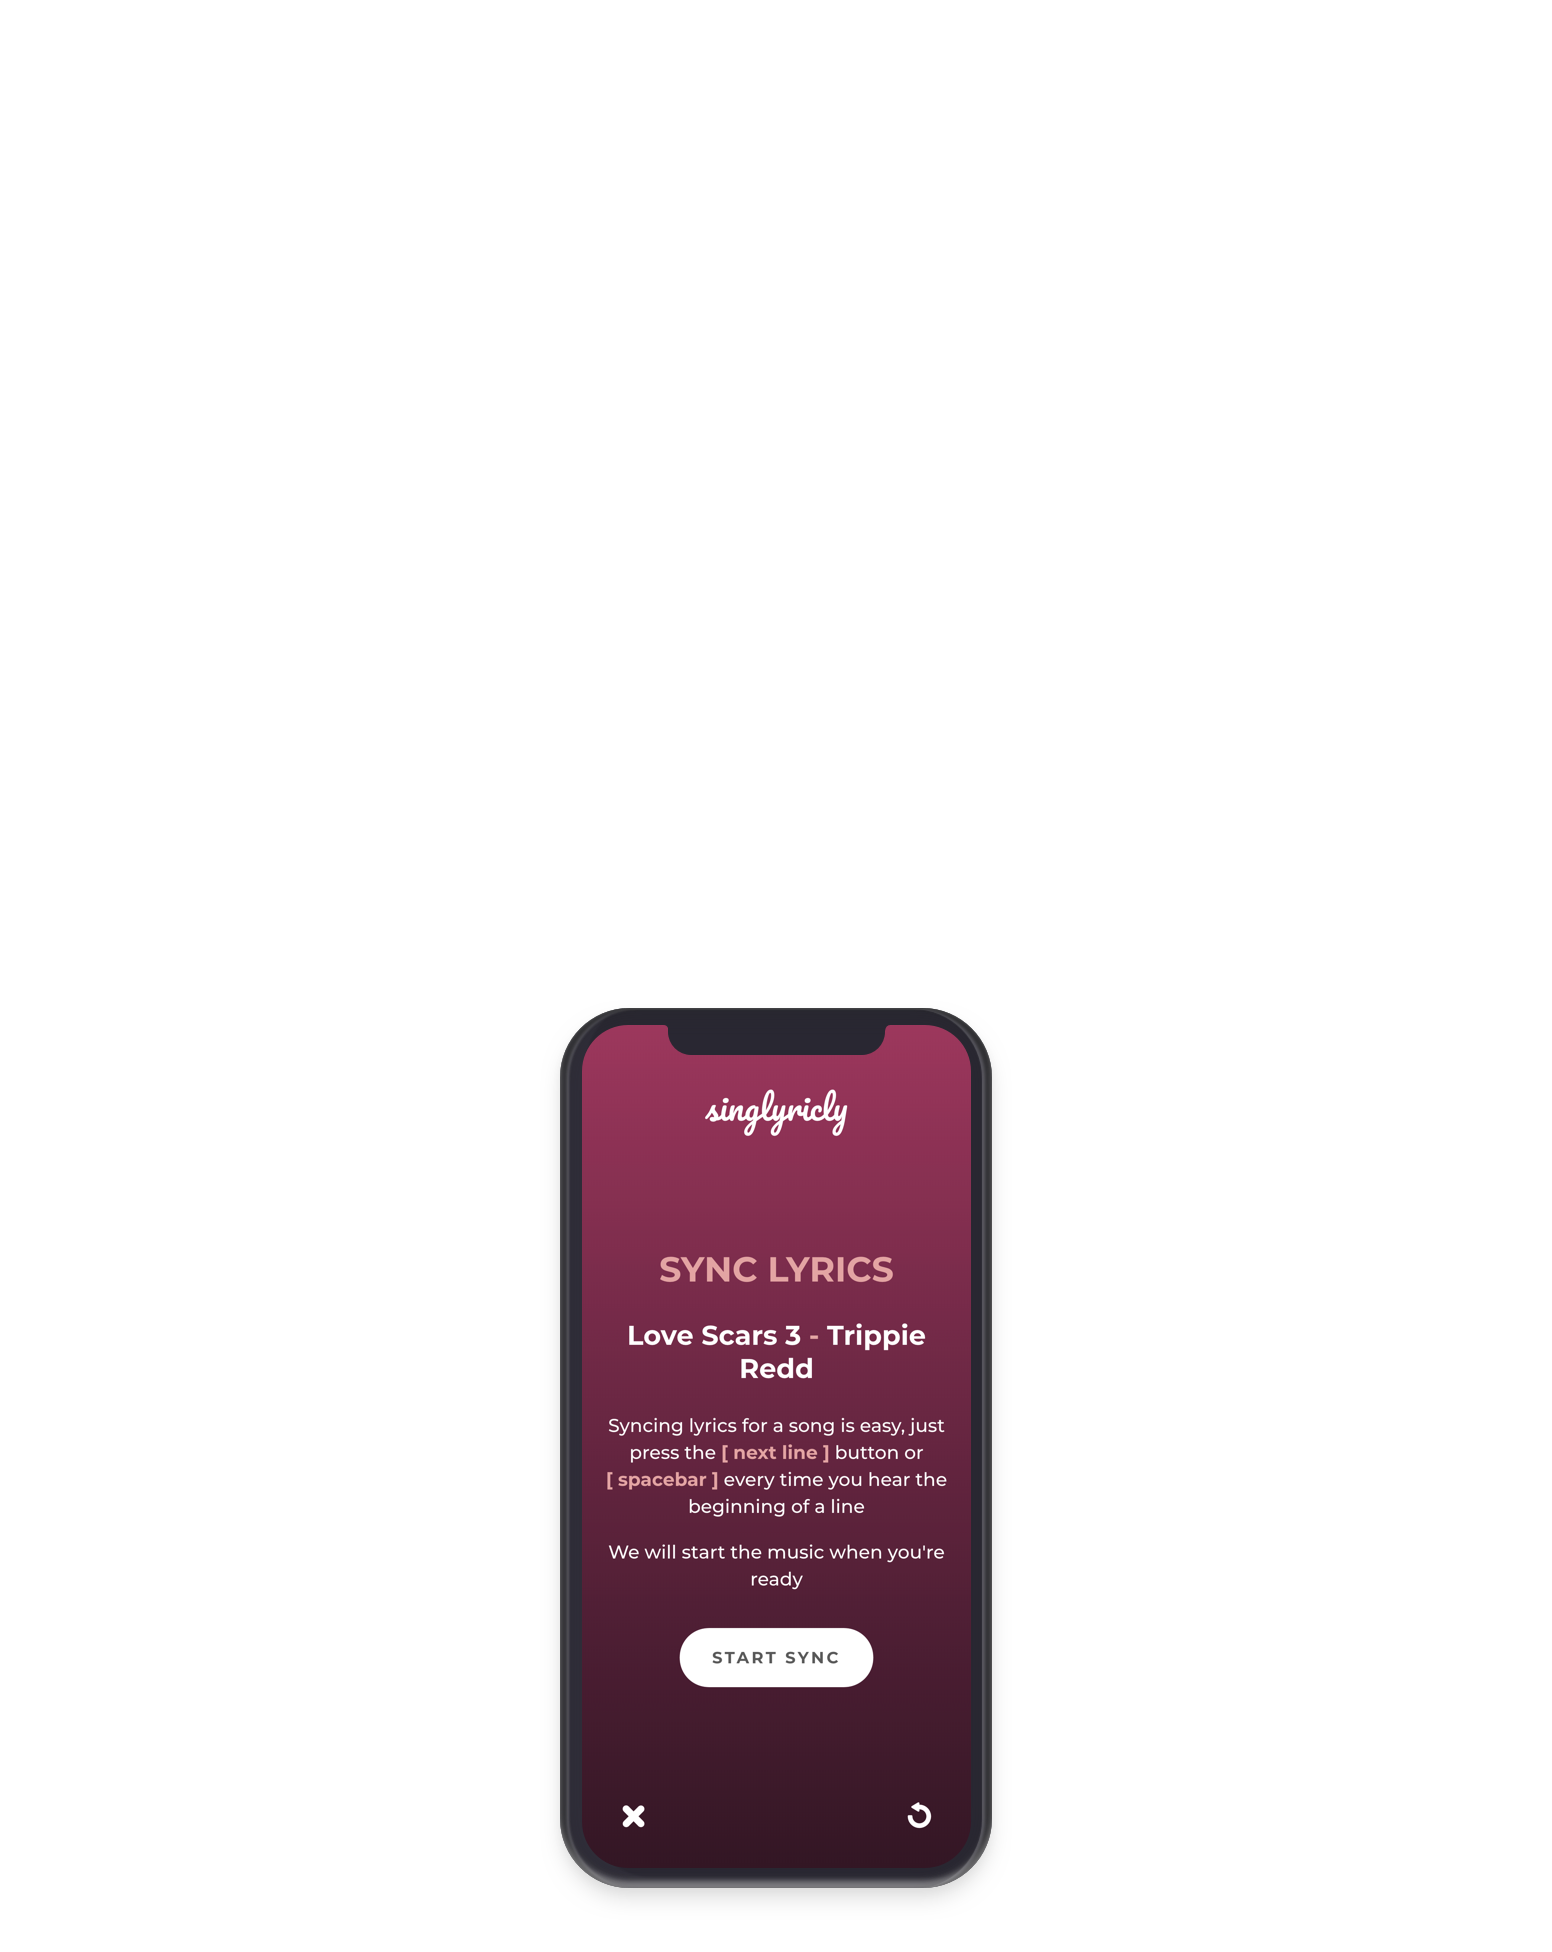 singlyricly
SYNC LYRICS
Love Scars 3 - Trippie
Redd
Syncing lyrics for a song is easy, just
press the [ next line ] button or
[ spacebar ] every time you hear the
beginning of a line
We will start the music when you're
ready
START SYNC